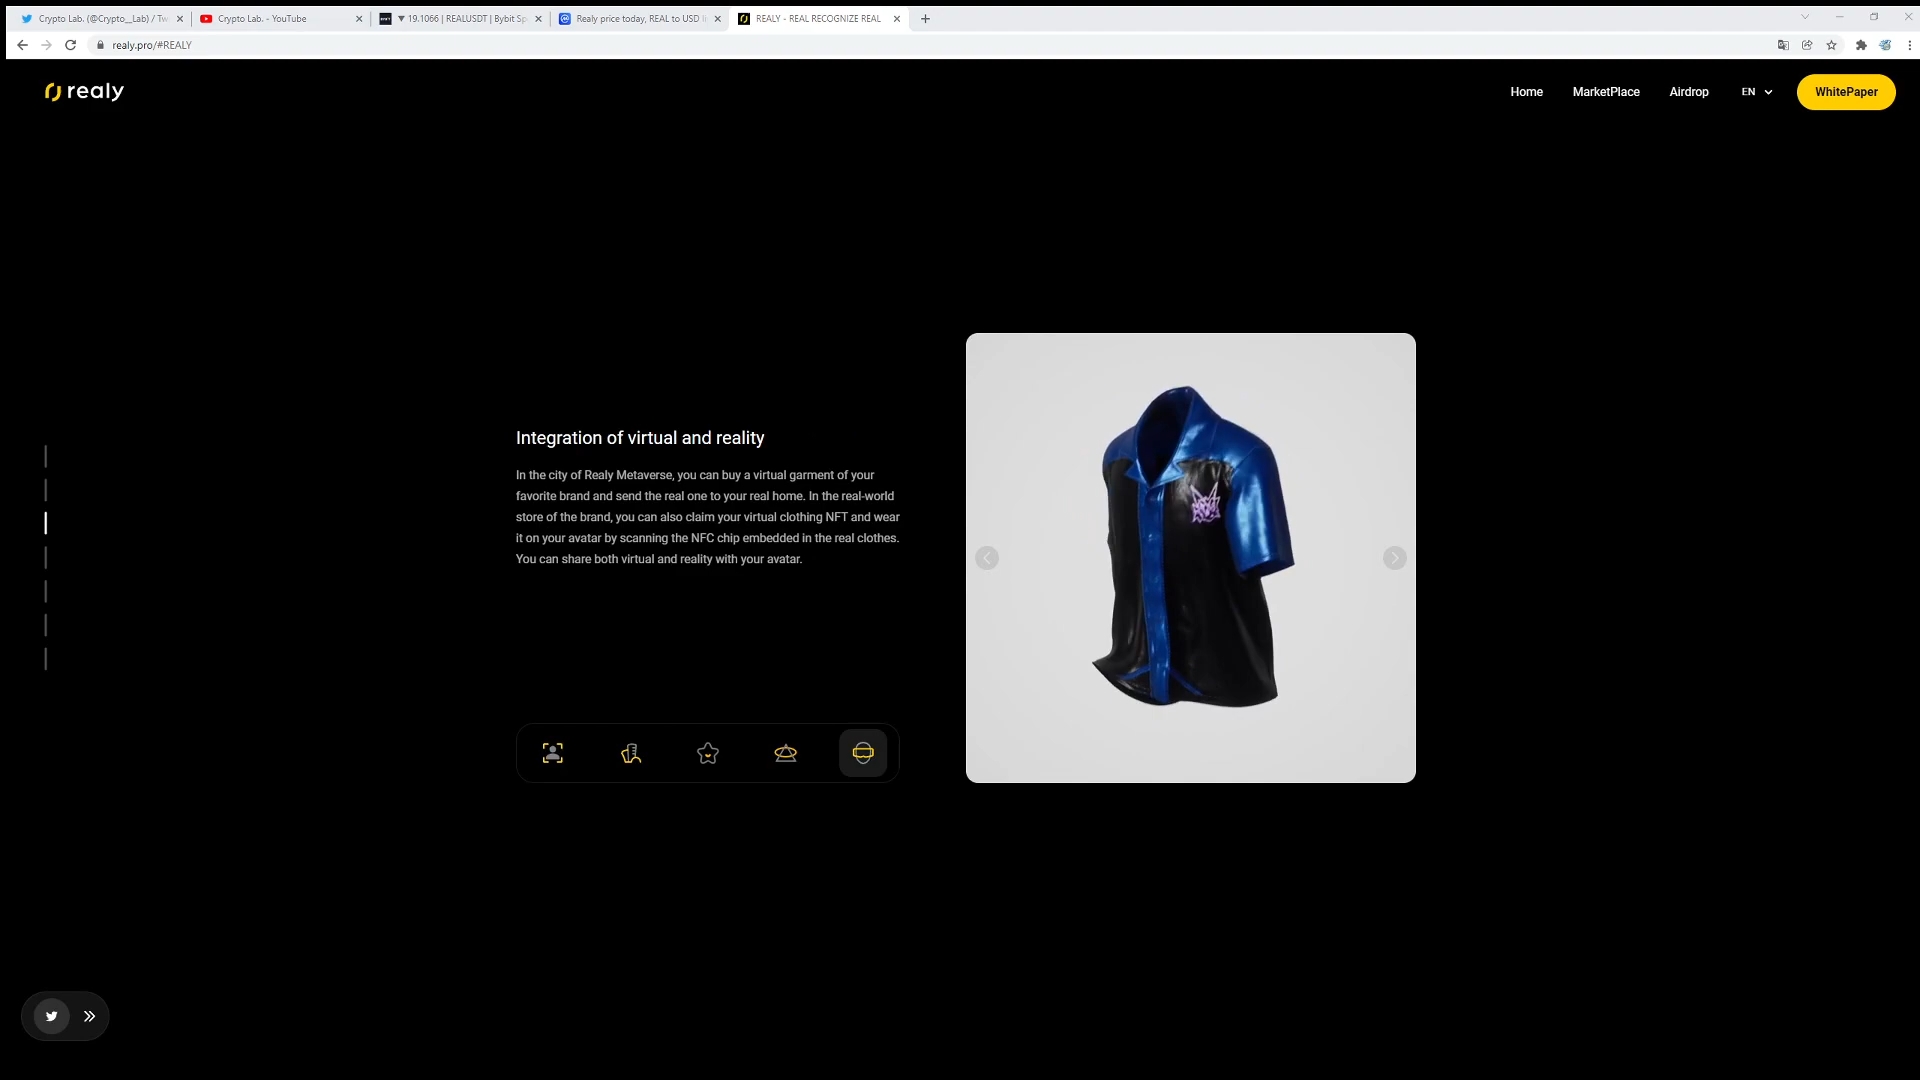 Crypto Lab. (@Crypto__Lab) / Tw
Crypto Lab. - YouTube
▼ 19.1066 | REALUSDT | Bybit Sp
Realy price today, REAL to USD li
REALY - REAL RECOGNIZE REAL
realy.pro/#REALY
realy
Home
MarketPlace
Airdrop
EN
WhitePaper
Integration of virtual and reality
In the city of Realy Metaverse, you can buy a virtual garment of your
favorite brand and send the real one to your real home. In the real-world
store of the brand, you can also claim your virtual clothing NFT and wear
it on your avatar by scanning the NFC chip embedded in the real clothes.
You can share both virtual and reality with your avatar.